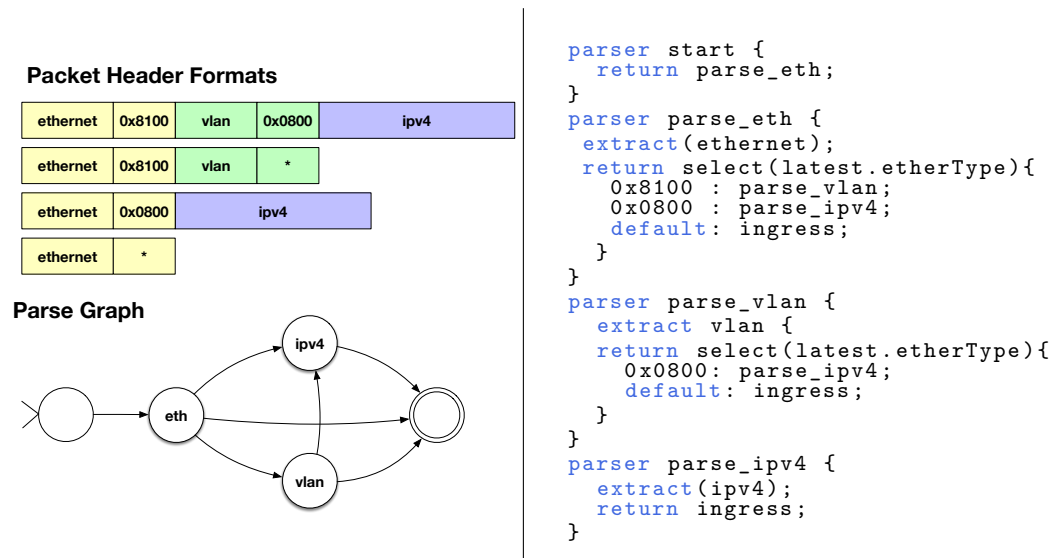 Packet Header Formats
ethernet 0x8100 vlan 0x0800 ipv4
ethernet 0x8100 vlan *
ethernet 0x0800 ipv4
ethernet *
Parse Graph
ipv4
eth
vlan
parser start {
return parse_eth;
}
parser parse_eth {
extract(ethernet);
return select(latest.etherType){
0x8100 : parse_vlan;
0x0800 : parse_ipv4;
default: ingress;
}
}
parser parse_vlan {
extract vlan {
return select(latest.etherType){
0x0800: parse_ipv4;
default: ingress;
}
}
parser parse_ipv4 {
extract(ipv4);
return ingress;
}